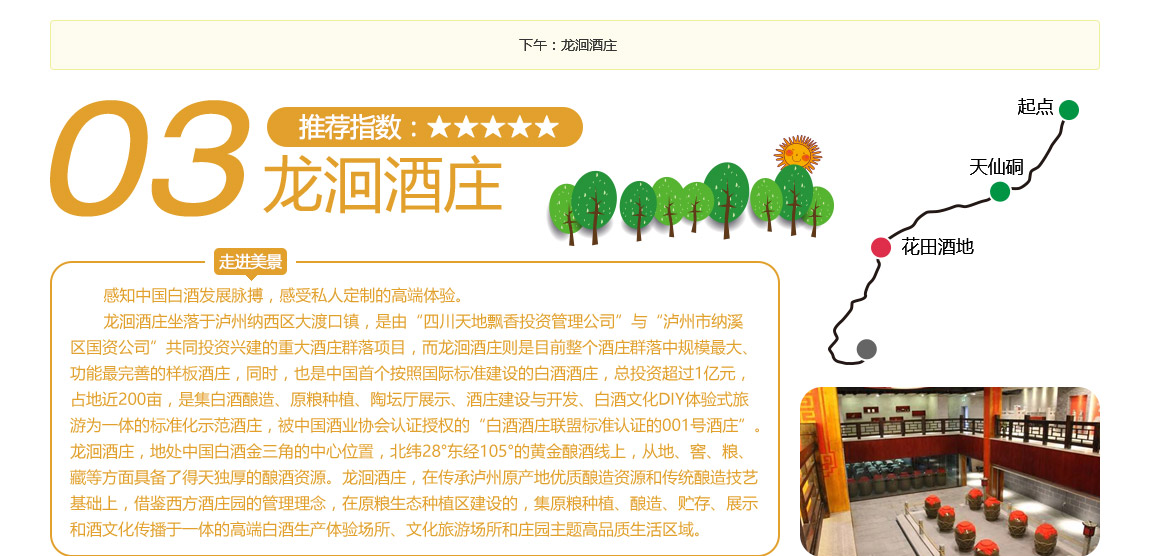 下午：龙洄酒庄
03
推荐指数：★★★★★
龙洄酒庄
起点
天仙硐
花田酒地
走进美景
感知中国白酒发展脉搏，感受私人定制的高端体验。
龙洄酒庄坐落于泸州纳西区大渡口镇，是由“四川天地飘香投资管理公司”与“泸州市纳溪
区国资公司”共同投资兴建的重大酒庄群落项目，而龙洄酒庄则是目前整个酒庄群落中规模最大、
功能最完善的样板酒庄，同时，也是中国首个按照国际标准建设的白酒酒庄，总投资超过1亿元，
占地近200亩，是集白酒酿造、原粮种植、陶坛厅展示、酒庄建设与开发、白酒文化DIY体验式旅
游为一体的标准化示范酒庄，被中国酒业协会认证授权的“白酒酒庄联盟标准认证的001号酒庄”。
龙洄酒庄，地处中国白酒金三角的中心位置，北纬28°东经105°的黄金酿酒线上，从地、窖、粮、
藏等方面具备了得天独厚的酿酒资源。龙洄酒庄，在传承泸州原产地优质酿造资源和传统酿造技艺
基础上，借鉴西方酒庄园的管理理念，在原粮生态种植区建设的，集原粮种植、酿造、贮存、展示
和酒文化传播于一体的高端白酒生产体验场所、文化旅游场所和庄园主题高品质生活区域。